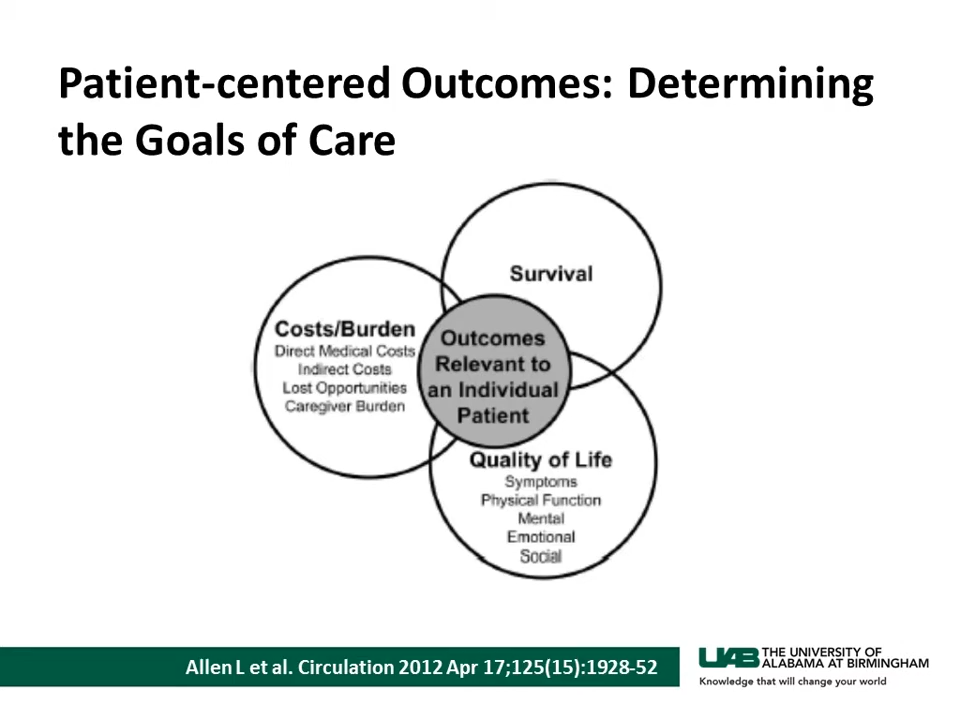 Patient-centered Outcomes: Determining
the Goals of Care
Survival
Costs/Burden
Direct Medical Costs
Indirect Costs
Lost Opportunities
Caregiver Burden
Outcomes
Relevant to
an Individual
Patient
Quality of Life
Symptoms
Physical Function
Mental
Emotional
Social
Allen L et al. Circulation 2012 Apr 17;125(15):1928-52
UAB
THE UNIVERSITY OF
ALABAMA AT BIRMINGHAM
Knowledge that will change your world